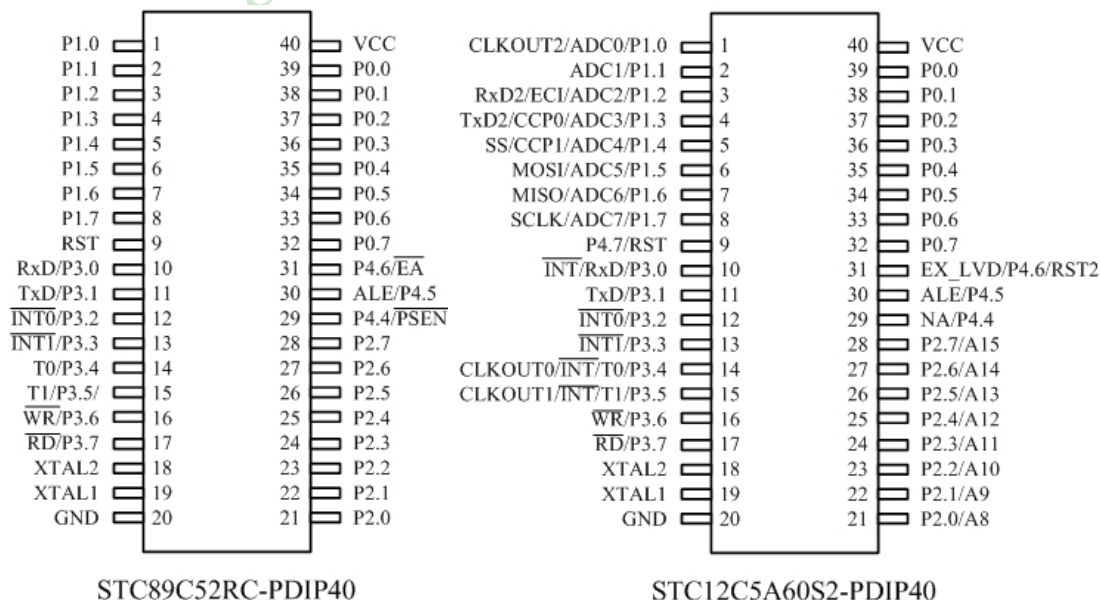 P1.0 1 40 VCC
P1.1 2 39 P0.0
P1.2 3 38 P0.1
P1.3 4 37 P0.2
P1.4 5 36 P0.3
P1.5 6 35 P0.4
P1.6 7 34 P0.5
P1.7 8 33 P0.6
RST 9 32 P0.7
RxD/P3.0 10 31 P4.6/EA
TxD/P3.1 11 30 ALE/P4.5
INT0/P3.2 12 29 P4.4/PSEN
INT1/P3.3 13 28 P2.7
T0/P3.4 14 27 P2.6
T1/P3.5/ 15 26 P2.5
WR/P3.6 16 25 P2.4
RD/P3.7 17 24 P2.3
XTAL2 18 23 P2.2
XTAL1 19 22 P2.1
GND 20 21 P2.0
STC89C52RC-PDIP40
CLKOUT2/ADC0/P1.0 1 40 VCC
ADC1/P1.1 2 39 P0.0
RxD2/ECI/ADC2/P1.2 3 38 P0.1
TxD2/CCP0/ADC3/P1.3 4 37 P0.2
SS/CCP1/ADC4/P1.4 5 36 P0.3
MOSI/ADC5/P1.5 6 35 P0.4
MISO/ADC6/P1.6 7 34 P0.5
SCLK/ADC7/P1.7 8 33 P0.6
P4.7/RST 9 32 P0.7
INT/RxD/P3.0 10 31 EX_LVD/P4.6/RST2
TxD/P3.1 11 30 ALE/P4.5
INT0/P3.2 12 29 NA/P4.4
INT1/P3.3 13 28 P2.7/A15
CLKOUT0/INT/T0/P3.4 14 27 P2.6/A14
CLKOUT1/INT/T1/P3.5 15 26 P2.5/A13
WR/P3.6 16 25 P2.4/A12
RD/P3.7 17 24 P2.3/A11
XTAL2 18 23 P2.2/A10
XTAL1 19 22 P2.1/A9
GND 20 21 P2.0/A8
STC12C5A60S2-PDIP40